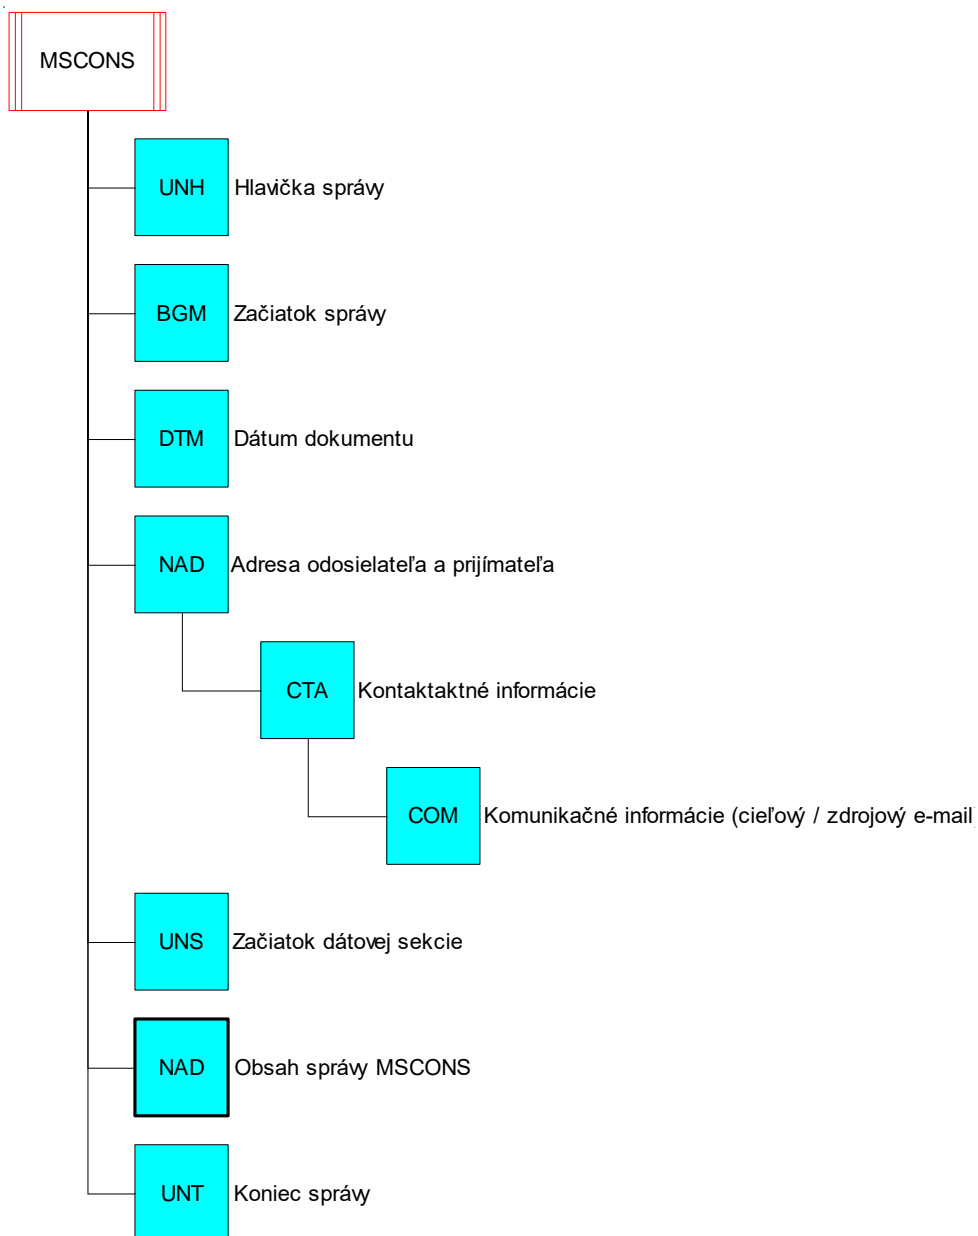 MSCONS
UNH Hlavička správy
BGM Začiatok správy
DTM Dátum dokumentu
NAD Adresa odosielateľa a prijímateľa
CTA Kontaktaktné informácie
COM Komunikačné informácie (cieľový / zdrojový e-mail)
UNS Začiatok dátovej sekcie
NAD Obsah správy MSCONS
UNT Koniec správy